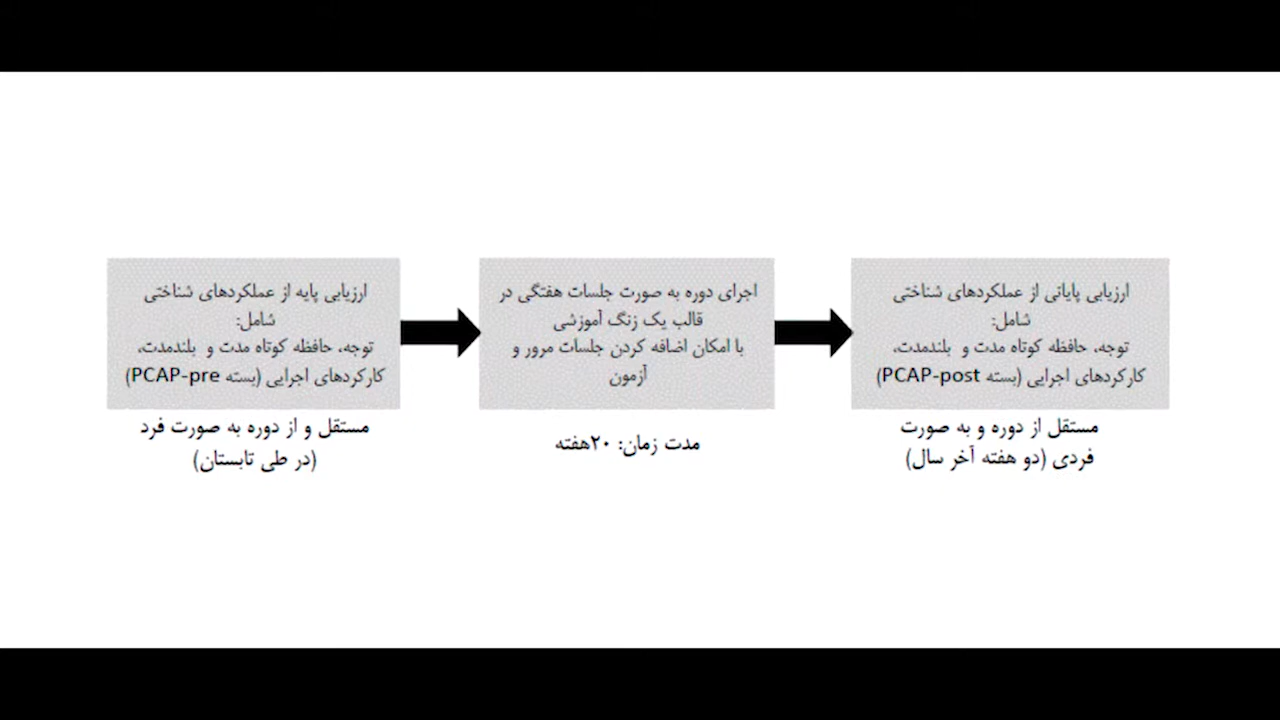 ارزیابی پایه از عملکردهای شناختی
شامل:
توجه، حافظه کوتاه مدت و بلندمدت،
کارکردهای اجرایی (بسته PCAP-pre)
مستقل و از دوره به صورت فرد
(در طی تابستان)
اجرای دوره به صورت جلسات هفتگی در
قالب یک زنگ آموزشی
با امکان اضافه کردن جلسات مرور و
آزمون
مدت زمان: ۲۰هفته
ارزیابی پایانی از عملکردهای شناختی
شامل:
توجه، حافظه کوتاه مدت و بلندمدت،
کارکردهای اجرایی (بسته PCAP-post)
مستقل از دوره و به صورت
فردی (دو هفته آخر سال)